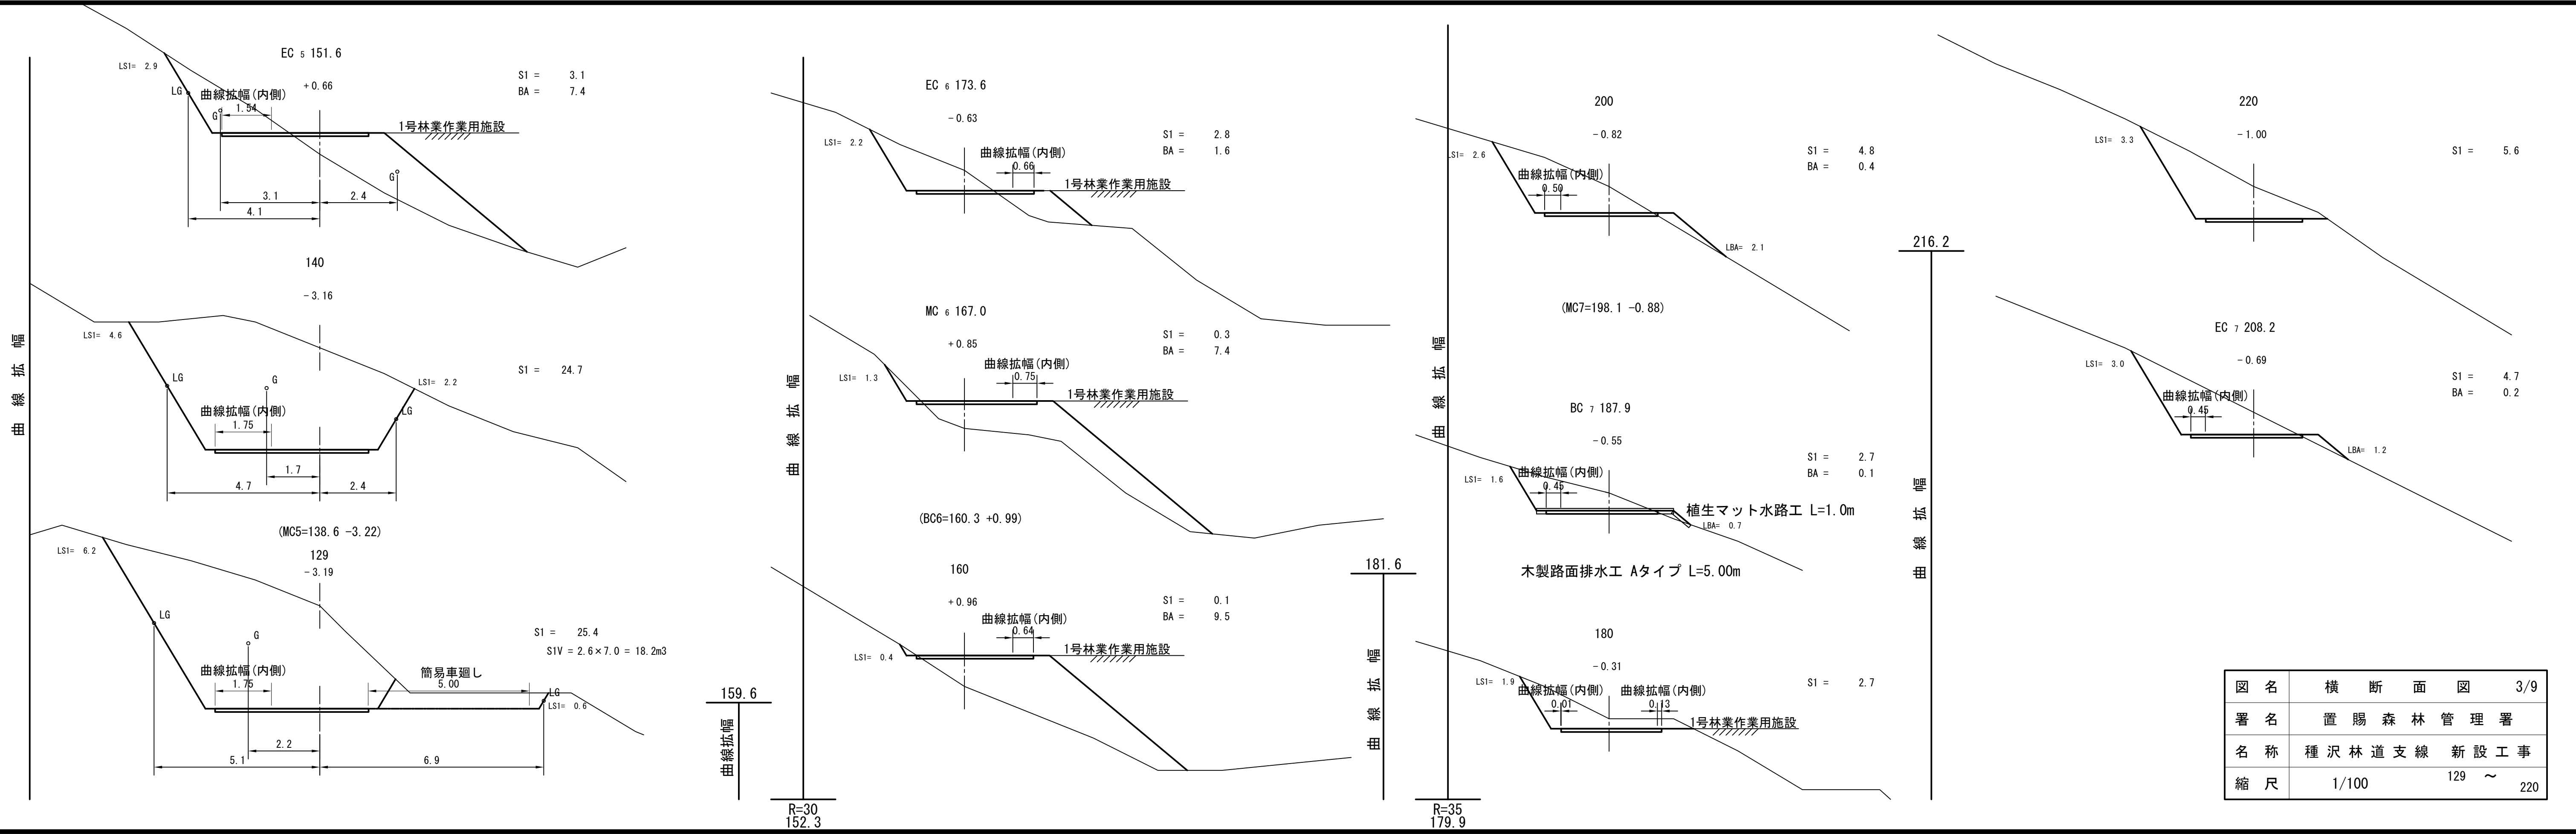 EC 5 151.6
+0.66
LS1= 2.9
LG
曲線拡幅(内側)
1.54
G
1号林業作業用施設
G
3.1
2.4
4.1
S1 = 3.1
BA = 7.4
140
-3.16
LS1= 4.6
LG
G
LS1= 2.2
LG
曲線拡幅(内側)
1.75
1.7
4.7
2.4
S1 = 24.7
(MC5=138.6 -3.22)
129
-3.19
LS1= 6.2
LG
G
曲線拡幅(内側)
1.75
簡易車廻し
5.00
LG
LS1= 0.6
2.2
5.1
6.9
S1 = 25.4
S1V = 2.6×7.0 = 18.2m3
曲線拡幅
159.6
曲線拡幅
EC 6 173.6
-0.63
LS1= 2.2
曲線拡幅(内側)
0.66
1号林業作業用施設
S1 = 2.8
BA = 1.6
MC 6 167.0
+0.85
LS1= 1.3
曲線拡幅(内側)
0.75
1号林業作業用施設
S1 = 0.3
BA = 7.4
(BC6=160.3 +0.99)
160
+0.96
LS1= 0.4
曲線拡幅(内側)
0.64
1号林業作業用施設
S1 = 0.1
BA = 9.5
曲線拡幅
R=30
152.3
181.6
曲線拡幅
200
-0.82
LS1= 2.6
曲線拡幅(内側)
0.50
LBA= 2.1
S1 = 4.8
BA = 0.4
(MC7=198.1 -0.88)
BC 7 187.9
-0.55
LS1= 1.6
曲線拡幅(内側)
0.45
植生マット水路工 L=1.0m
LBA= 0.7
S1 = 2.7
BA = 0.1
木製路面排水工 Aタイプ L=5.00m
180
-0.31
LS1= 1.9
曲線拡幅(内側)
曲線拡幅(内側)
0.01
0.13
1号林業作業用施設
S1 = 2.7
曲線拡幅
R=35
179.9
216.2
曲線拡幅
220
-1.00
LS1= 3.3
S1 = 5.6
EC 7 208.2
-0.69
LS1= 3.0
曲線拡幅(内側)
0.45
LBA= 1.2
S1 = 4.7
BA = 0.2
図名 横断面図 3/9
署名 置賜森林管理署
名称 種沢林道支線 新設工事
縮尺 1/100 129 ～ 220